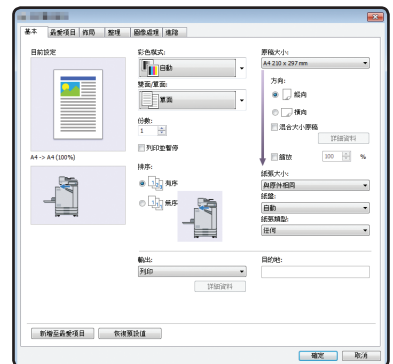 基本 最愛項目 佈局 整理 圖像處理 進階
目前設定
A4 -> A4 (100%)
彩色模式:
自動
雙面/單面:
單面
份數:
1
列印並暫停
排序:
有序
無序
輸出:
列印
詳細資料
原稿大小:
A4 210 x 297 mm
方向:
縱向
橫向
混合大小原稿
詳細資料
縮放 100 %
紙張大小:
與原件相同
紙盤:
自動
紙張類型:
任何
目的地:
新增至最愛項目 恢復預設值
確定 取消